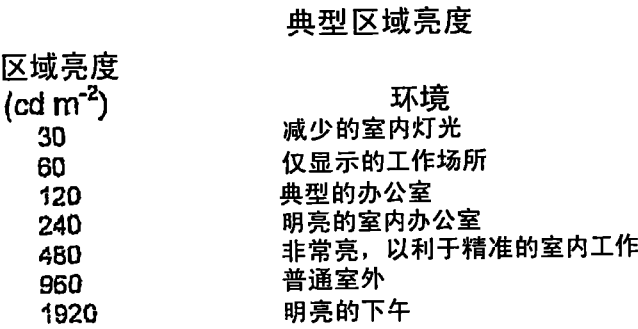 典型区域亮度
区域亮度
(cd m⁻²) 环境
30 减少的室内灯光
60 仅显示的工作场所
120 典型的办公室
240 明亮的室内办公室
480 非常亮，以利于精准的室内工作
960 普通室外
1920 明亮的下午